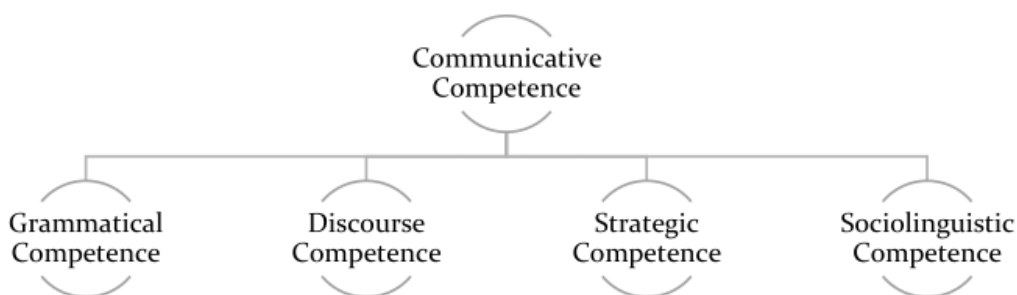 Communicative
Competence
Grammatical
Competence
Discourse
Competence
Strategic
Competence
Sociolinguistic
Competence